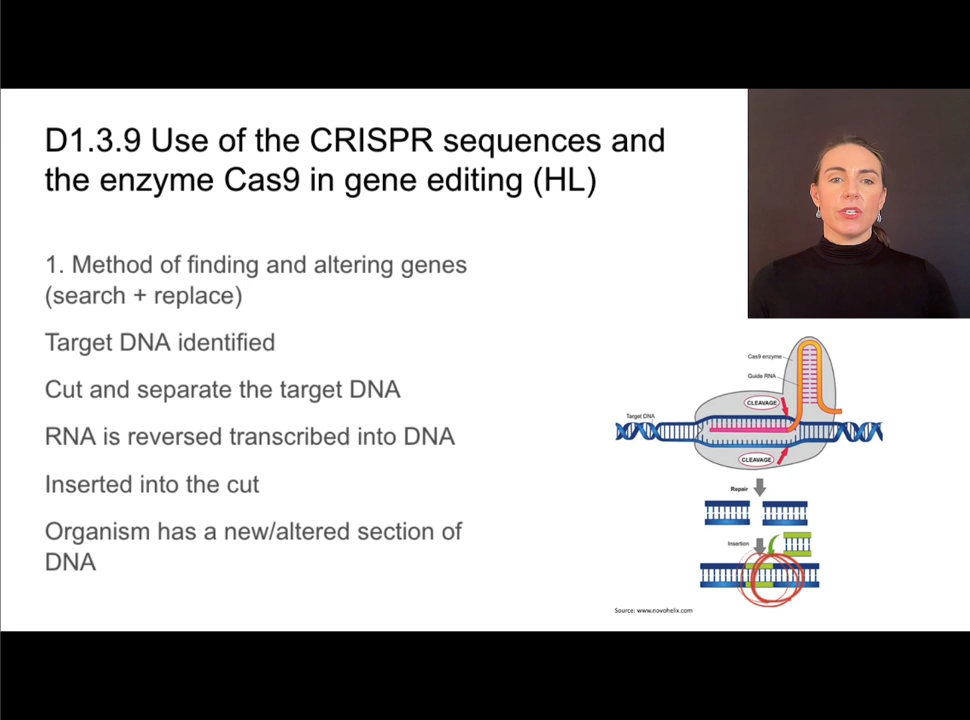 D1.3.9 Use of the CRISPR sequences and
the enzyme Cas9 in gene editing (HL)
1. Method of finding and altering genes
(search + replace)
Target DNA identified
Cut and separate the target DNA
RNA is reversed transcribed into DNA
Inserted into the cut
Organism has a new/altered section of
DNA
Cas9 enzyme
Guide RNA
CLEAVAGE
Target DNA
CLEAVAGE
Repair
Insertion
Source: www.novohelix.com